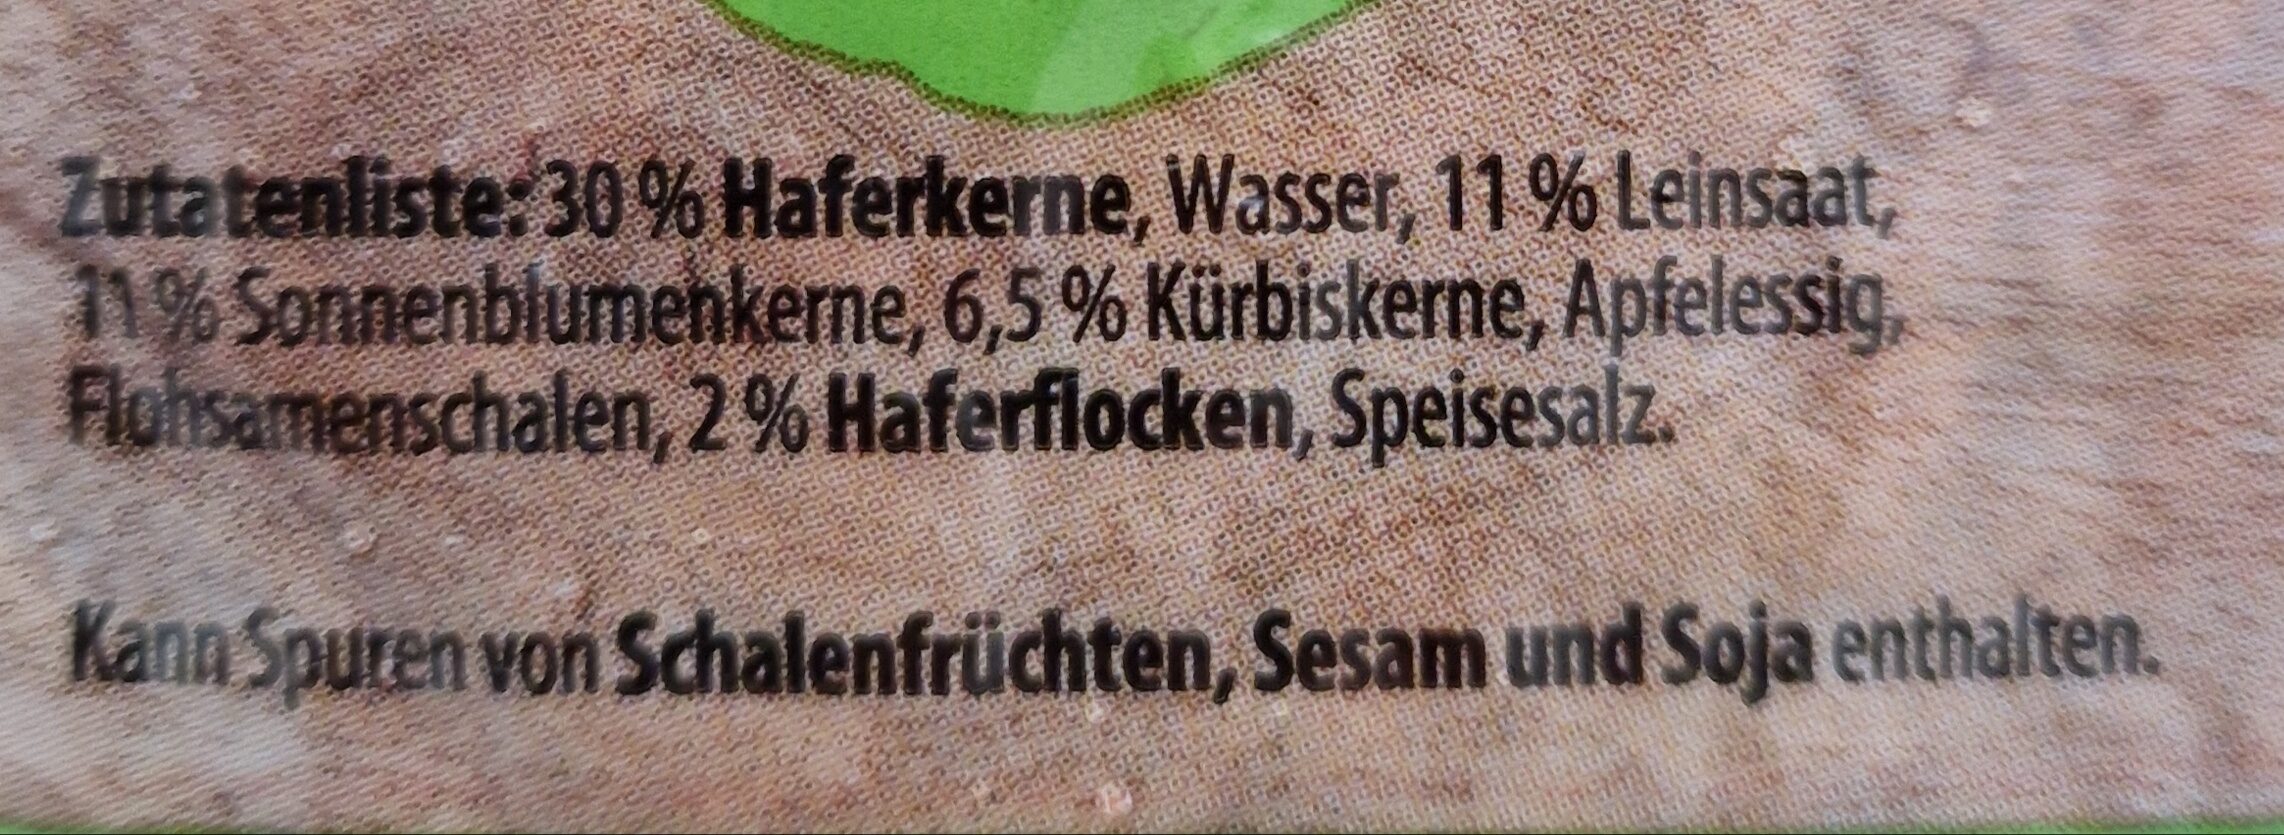 Zutatenliste: 30 % Haferkerne, Wasser, 11 % Leinsaat,
11 % Sonnenblumenkerne, 6,5 % Kürbiskerne, Apfelessig,
Flohsamenschalen, 2 % Haferflocken, Speisesalz.
Kann Spuren von Schalenfrüchten, Sesam und Soja enthalten.